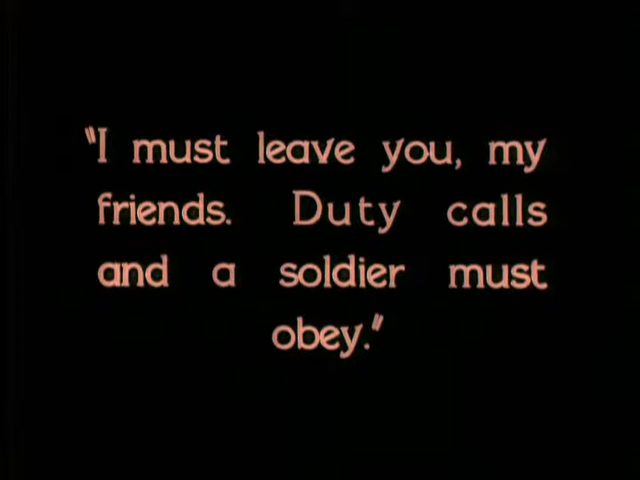 "I must leave you, my
friends. Duty calls
and a soldier must
obey."